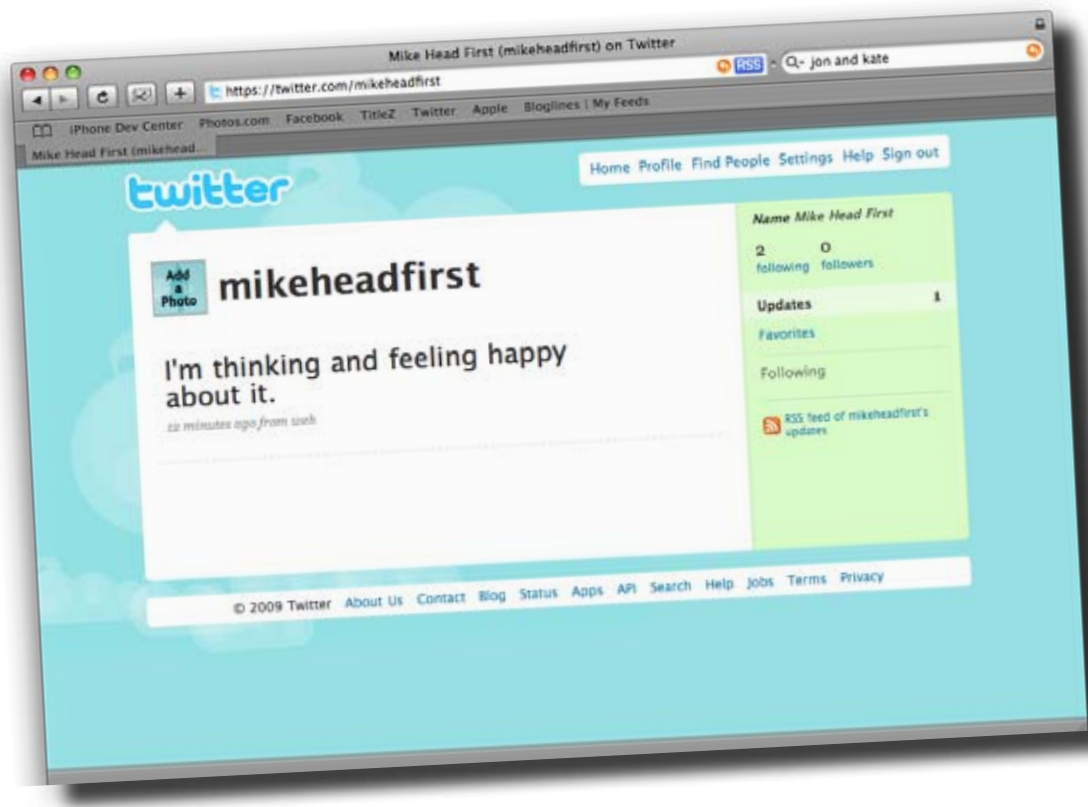 Mike Head First (mikeheadfirst) on Twitter
https://twitter.com/mikeheadfirst
RSS
jon and kate
iPhone Dev Center Photos.com Facebook TitleZ Twitter Apple Bloglines | My Feeds
Mike Head First (mikehead...
twitter
Home Profile Find People Settings Help Sign out
Add
a
Photo
mikeheadfirst
I'm thinking and feeling happy
about it.
12 minutes ago from web
Name Mike Head First
2 0
following followers
Updates 1
Favorites
Following
RSS feed of mikeheadfirst's
updates
© 2009 Twitter About Us Contact Blog Status Apps API Search Help Jobs Terms Privacy